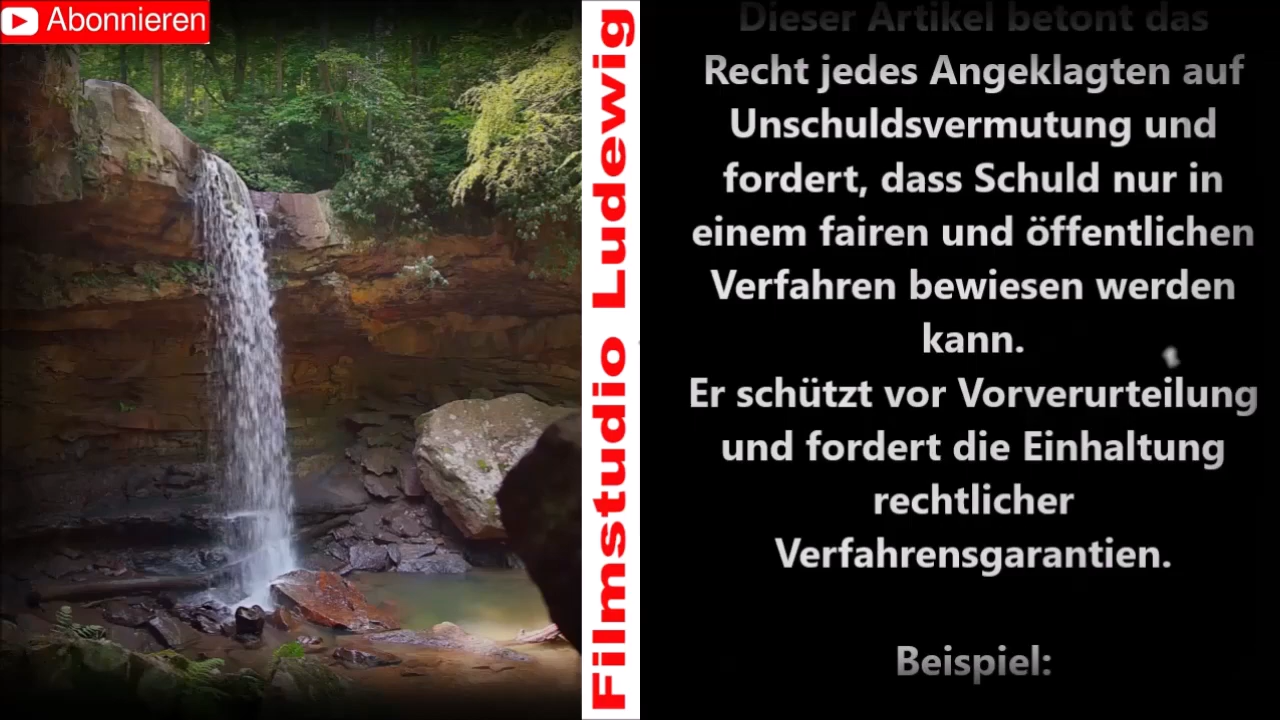 Abonnieren
Filmstudio Ludewig
Dieser Artikel betont das
Recht jedes Angeklagten auf
Unschuldsvermutung und
fordert, dass Schuld nur in
einem fairen und öffentlichen
Verfahren bewiesen werden
kann.
Er schützt vor Vorverurteilung
und fordert die Einhaltung
rechtlicher
Verfahrensgarantien.
Beispiel: